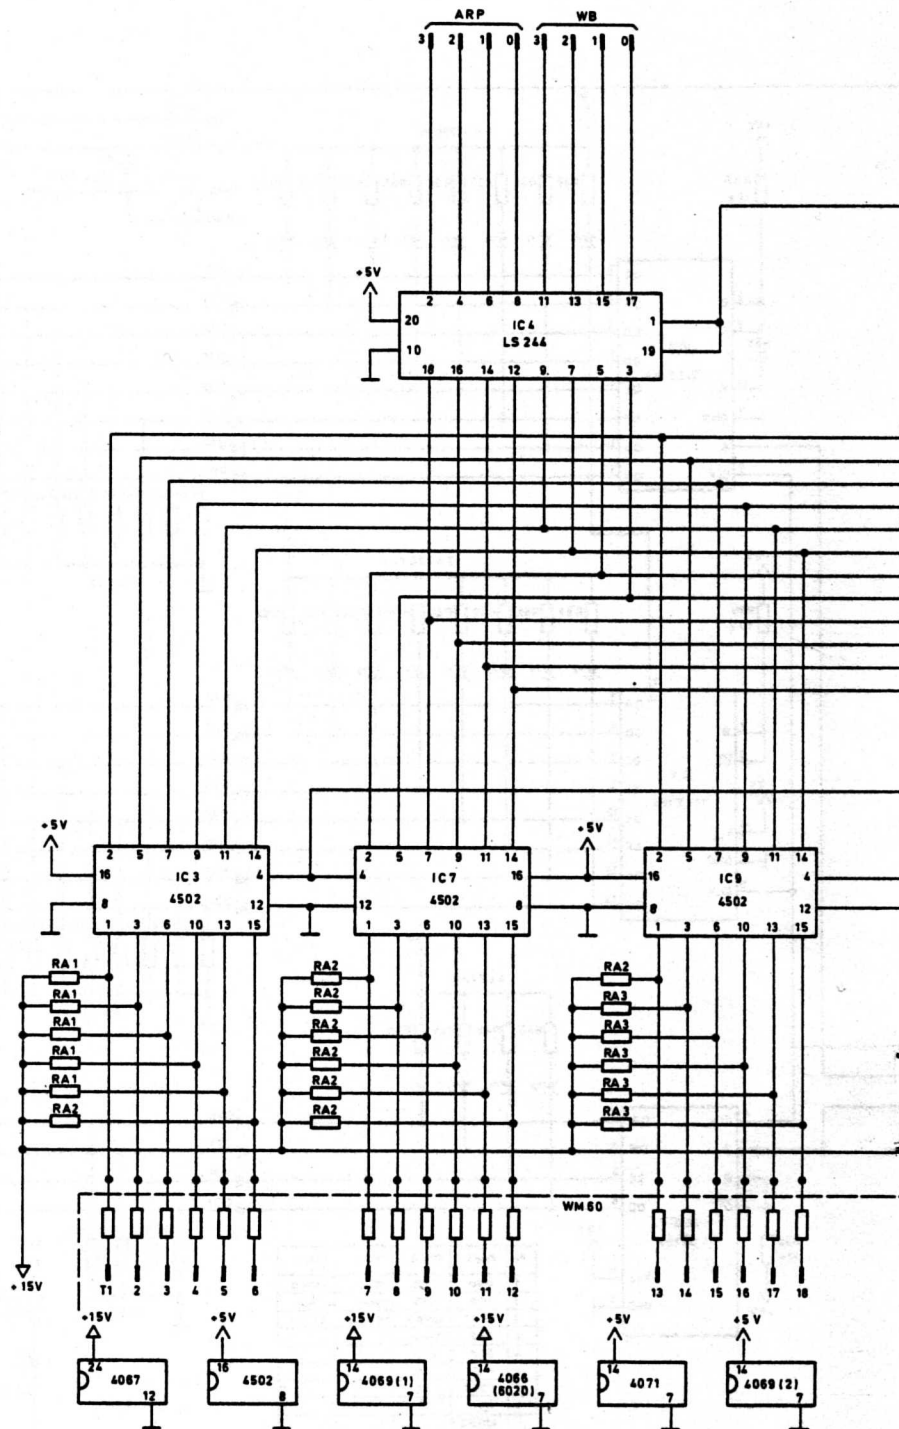 ARP WB
3 2 1 0 3 2 1 0
+5V
2 4 6 8 11 13 15 17
20 IC4 1
LS 244
10 19
18 16 14 12 9 7 5 3
+5V +5V
2 5 7 9 11 14 2 5 7 9 11 14 2 5 7 9 11 14
16 IC 3 4 4 IC7 16 16 IC9 4
8 4502 12 12 4502 8 8 4502 12
1 3 6 10 13 15 1 3 6 10 13 15 1 3 6 10 13 15
RA1 RA2 RA2
RA1 RA2 RA3
RA1 RA2 RA3
RA1 RA2 RA3
RA1 RA2 RA3
RA2 RA2 RA3
WM60
+15V T1 2 3 4 5 6 7 8 9 10 11 12 13 14 15 16 17 18
+15V +5V +15V +15V +5V +5V
24 16 14 14 14 14
4067 4502 4069(1) 4066 4071 4069(2)
(6020)
12 8 7 7 7 7